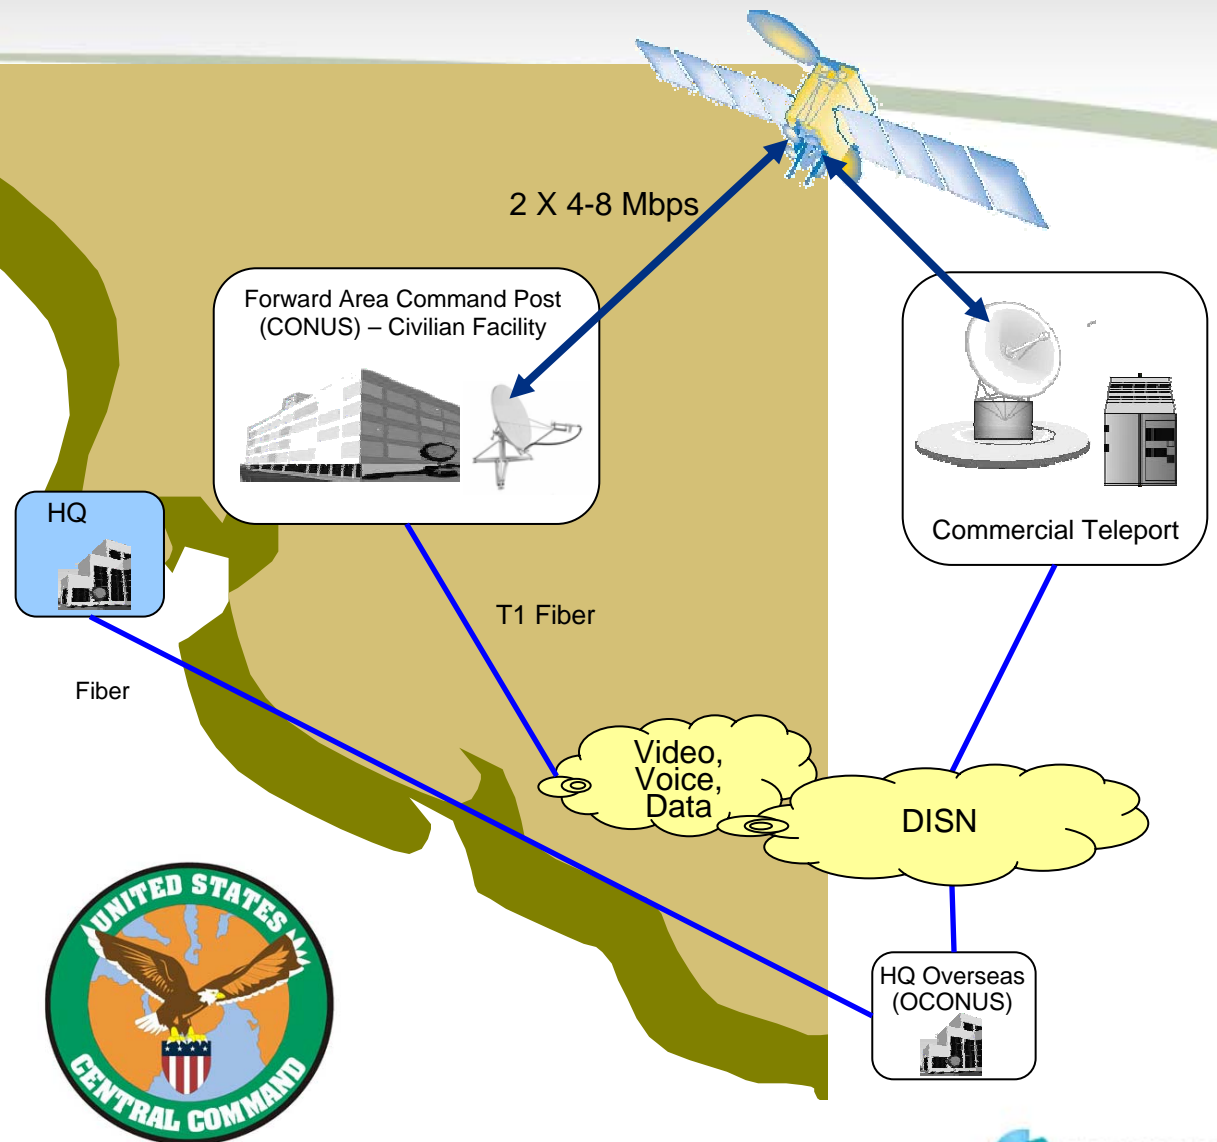 2 X 4-8 Mbps
Forward Area Command Post
(CONUS) – Civilian Facility
Commercial Teleport
HQ
T1 Fiber
Fiber
Video,
Voice,
Data
DISN
HQ Overseas
(OCONUS)
UNITED STATES
CENTRAL COMMAND